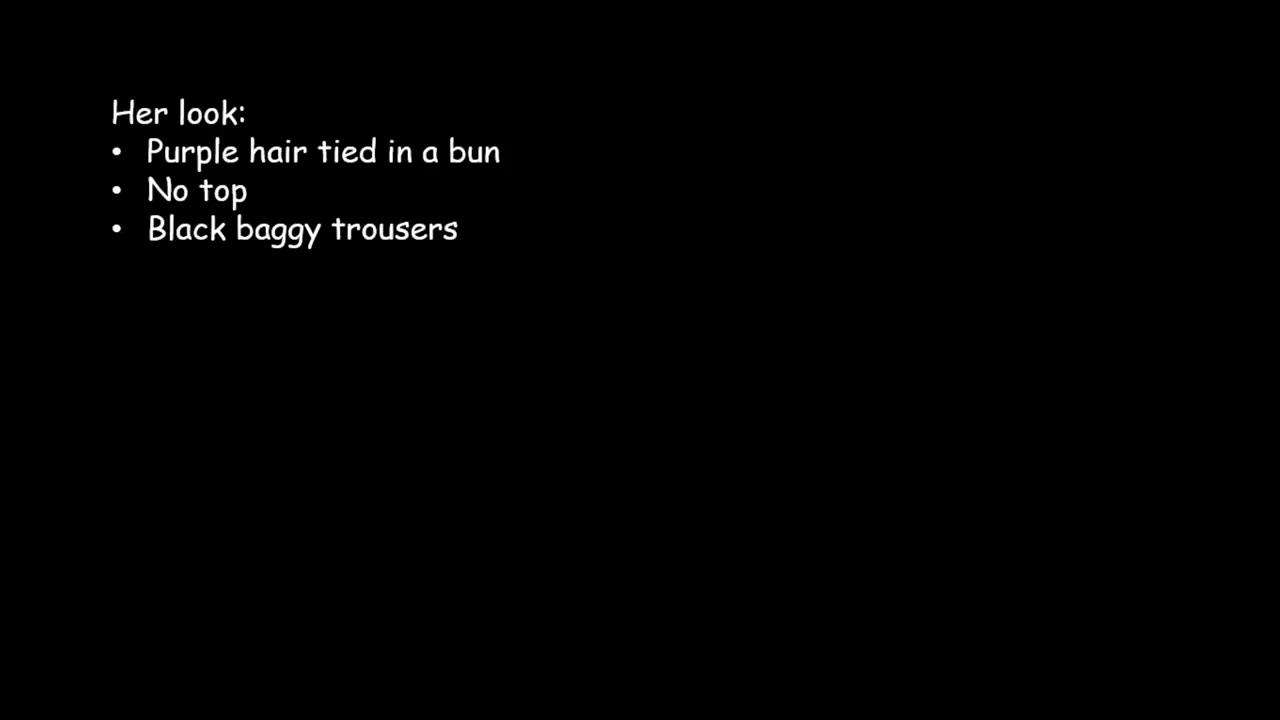 Her look:
• Purple hair tied in a bun
• No top
• Black baggy trousers